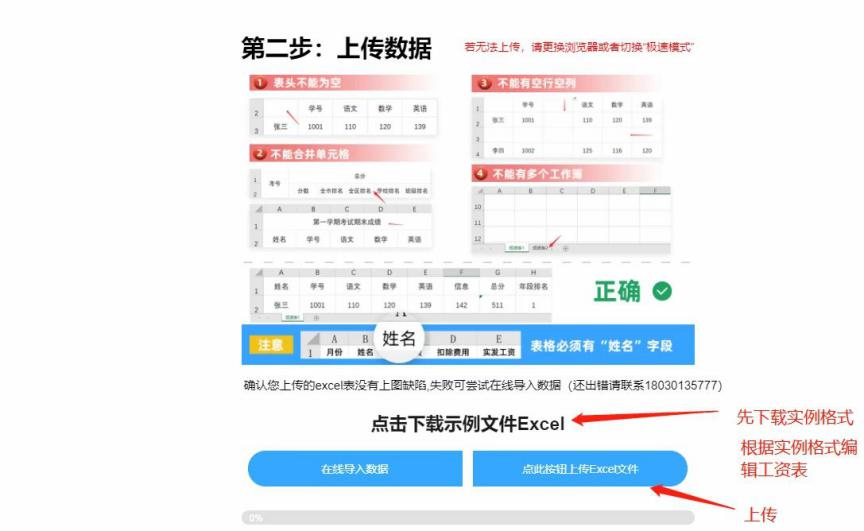 第二步：上传数据
若无法上传，请更换浏览器或者切换"极速模式"
1 表头不能为空
学号 语文 数学 英语
2
3 张三 1001 110 120 139
2 不能合并单元格
1 考号 总分
2 分数 全市排名 全区排名 学校排名 班级排名
A B C D E
1 第一学期考试期末成绩
2 姓名 学号 语文 数学 英语
3 不能有空行空列
1 学号 语文 数学 英语
2 张三 1001 110 120 139
3
4 李四 1002 125 116 120
4 不能有多个工作簿
A B C D E F
10
11
12
A B C D E F G H
1 姓名 学号 语文 数学 英语 信息 总分 年段排名
2 张三 1001 110 120 139 142 511 1
正确
注意
A B D E
1 月份 姓名 扣除费用 实发工资
姓名
表格必须有“姓名”字段
确认您上传的excel表没有上图缺陷,失败可尝试在线导入数据（还出错请联系18030135777）
点击下载示例文件Excel
先下载实例格式
根据实例格式编
辑工资表
在线导入数据
点此按钮上传Excel文件
上传
0%